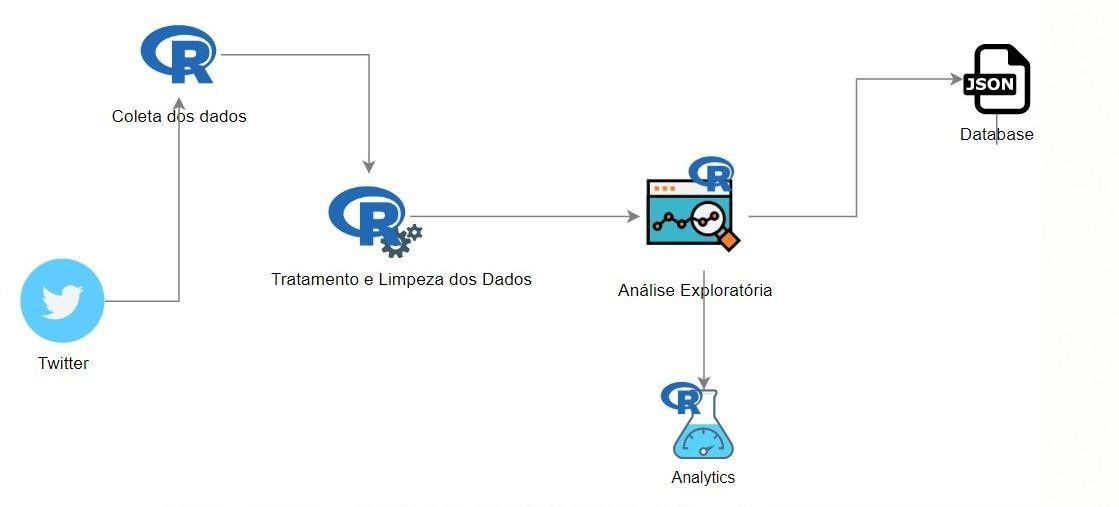 R
Coleta dos dados
JSON
Database
R
R
Tratamento e Limpeza dos Dados
Análise Exploratória
Twitter
R
Analytics